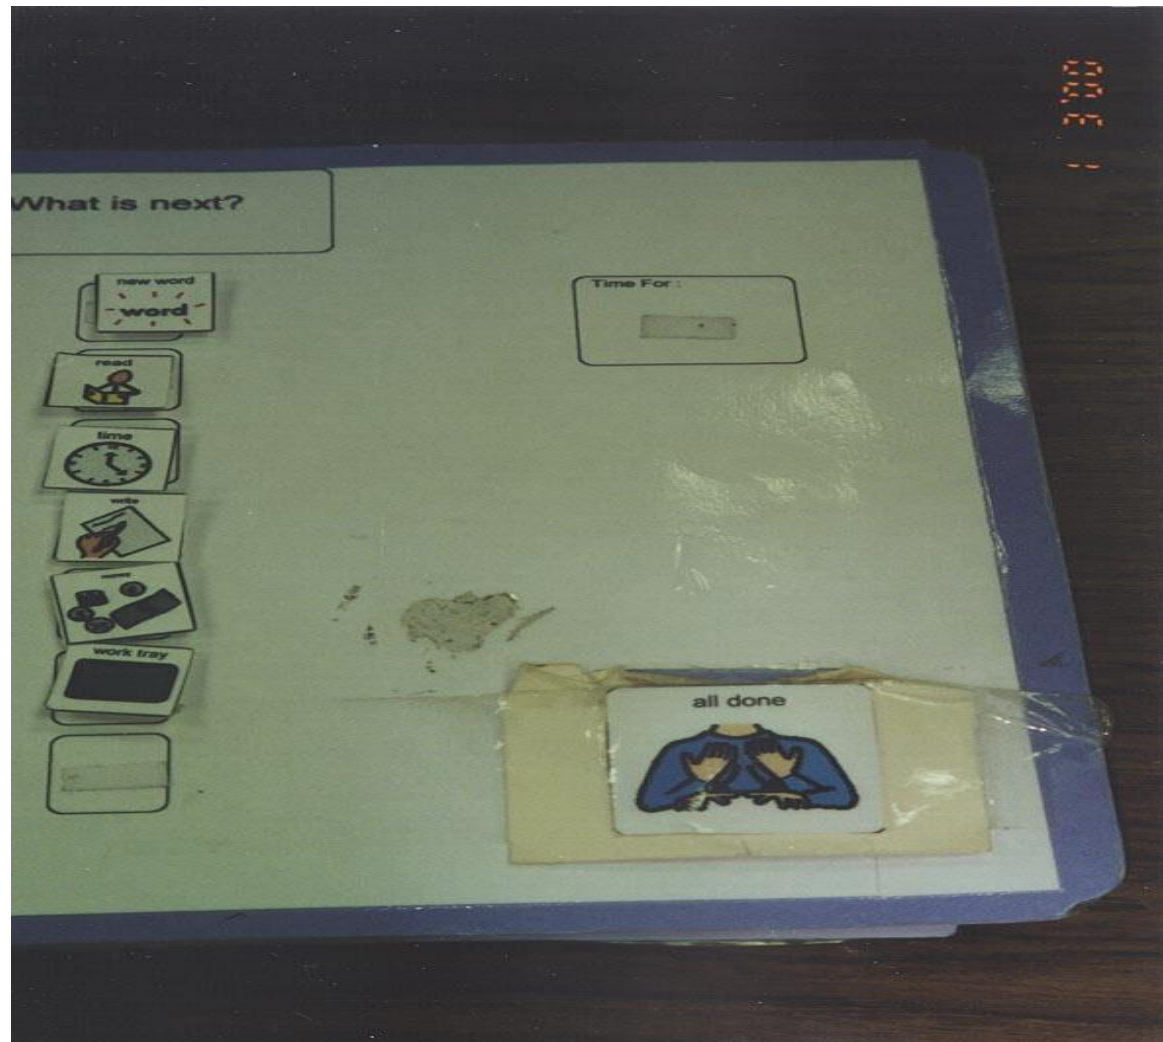 What is next?
new word
word
Time For :
read
time
write
work tray
all done